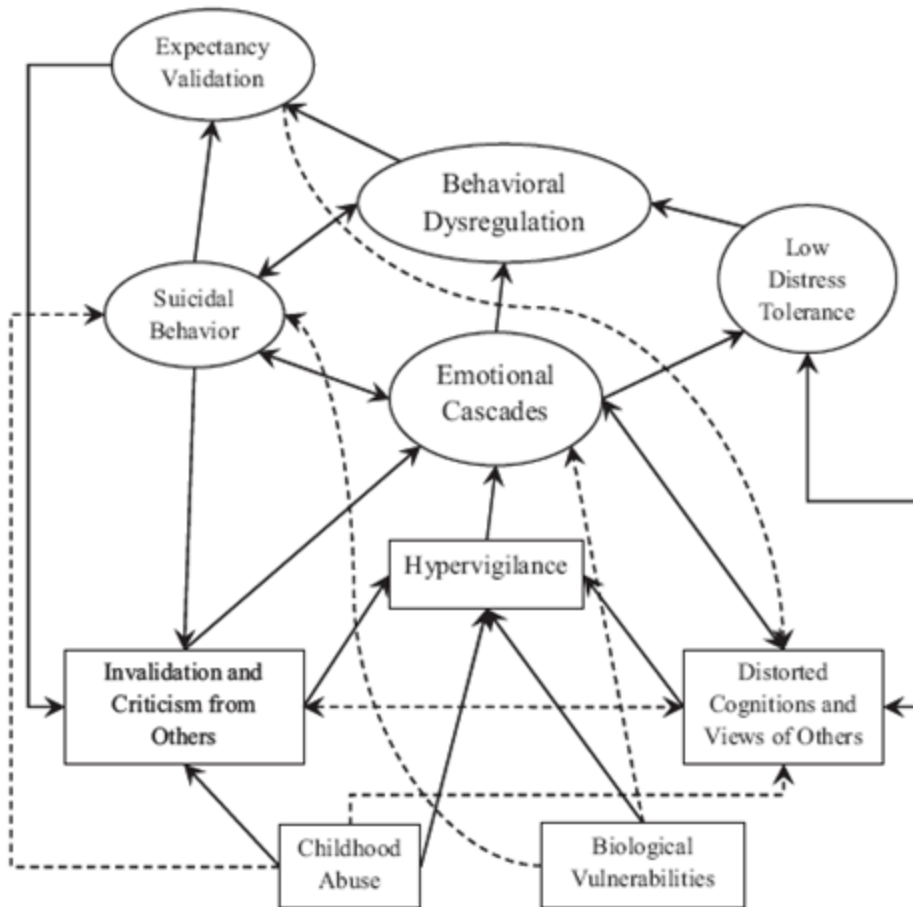 Expectancy
Validation
Behavioral
Dysregulation
Low
Distress
Tolerance
Suicidal
Behavior
Emotional
Cascades
Hypervigilance
Invalidation and
Criticism from
Others
Distorted
Cognitions and
Views of Others
Childhood
Abuse
Biological
Vulnerabilities